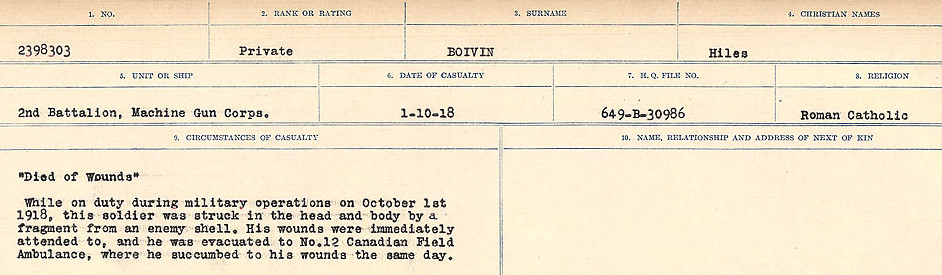 1. NO. 2. RANK OR RATING 3. SURNAME 4. CHRISTIAN NAMES
2398303 Private BOIVIN Hiles
5. UNIT OR SHIP 6. DATE OF CASUALTY 7. H. Q. FILE NO. 8. RELIGION
2nd Battalion, Machine Gun Corps. 1-10-18 649-B-30986 Roman Catholic
9. CIRCUMSTANCES OF CASUALTY 10. NAME, RELATIONSHIP AND ADDRESS OF NEXT OF KIN
"Died of Wounds"
While on duty during military operations on October 1st
1918, this soldier was struck in the head and body by a
fragment from an enemy shell. His wounds were immediately
attended to, and he was evacuated to No.12 Canadian Field
Ambulance, where he succumbed to his wounds the same day.